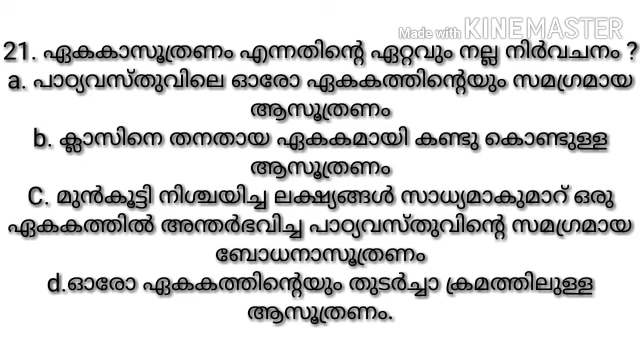 Made with KINEMASTER
21. ഏകകാസൂത്രണം എന്നതിന്റെ ഏറ്റവും നല്ല നിർവചനം ?
a. പാഠ്യവസ്തുവിലെ ഓരോ ഏകകത്തിന്റെയും സമഗ്രമായ
ആസൂത്രണം
b. ക്ലാസിനെ തനതായ ഏകകമായി കണ്ടു കൊണ്ടുള്ള
ആസൂത്രണം
C. മുൻകൂട്ടി നിശ്ചയിച്ച ലക്ഷ്യങ്ങൾ സാധ്യമാകുമാറ് ഒരു
ഏകകത്തിൽ അന്തർഭവിച്ച പാഠ്യവസ്തുവിന്റെ സമഗ്രമായ
ബോധനാസൂത്രണം
d.ഓരോ ഏകകത്തിന്റെയും തുടർച്ചാ ക്രമത്തിലുള്ള
ആസൂത്രണം.